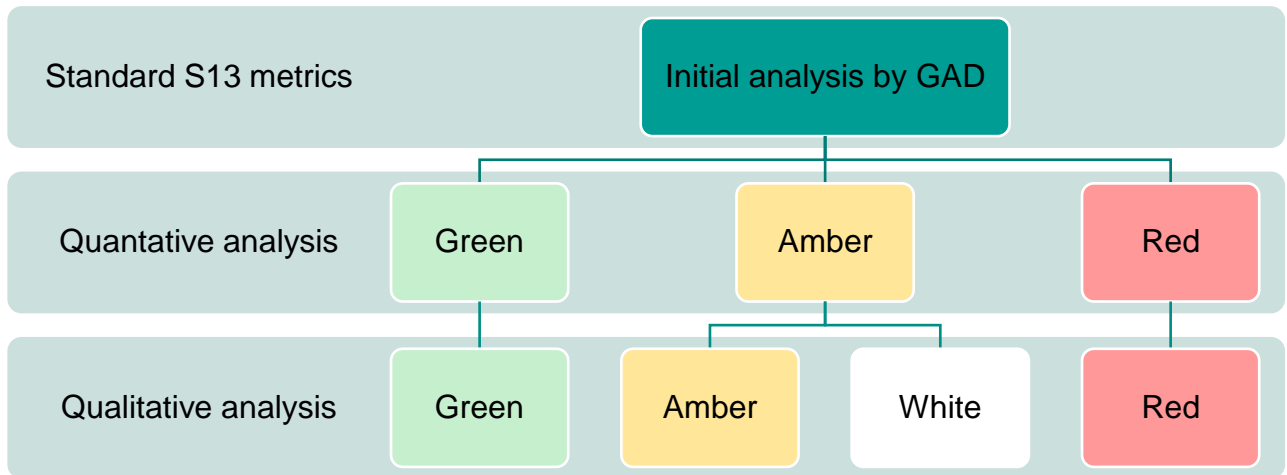 Standard S13 metrics
Initial analysis by GAD
Quantative analysis
Green
Amber
Red
Qualitative analysis
Green
Amber
White
Red